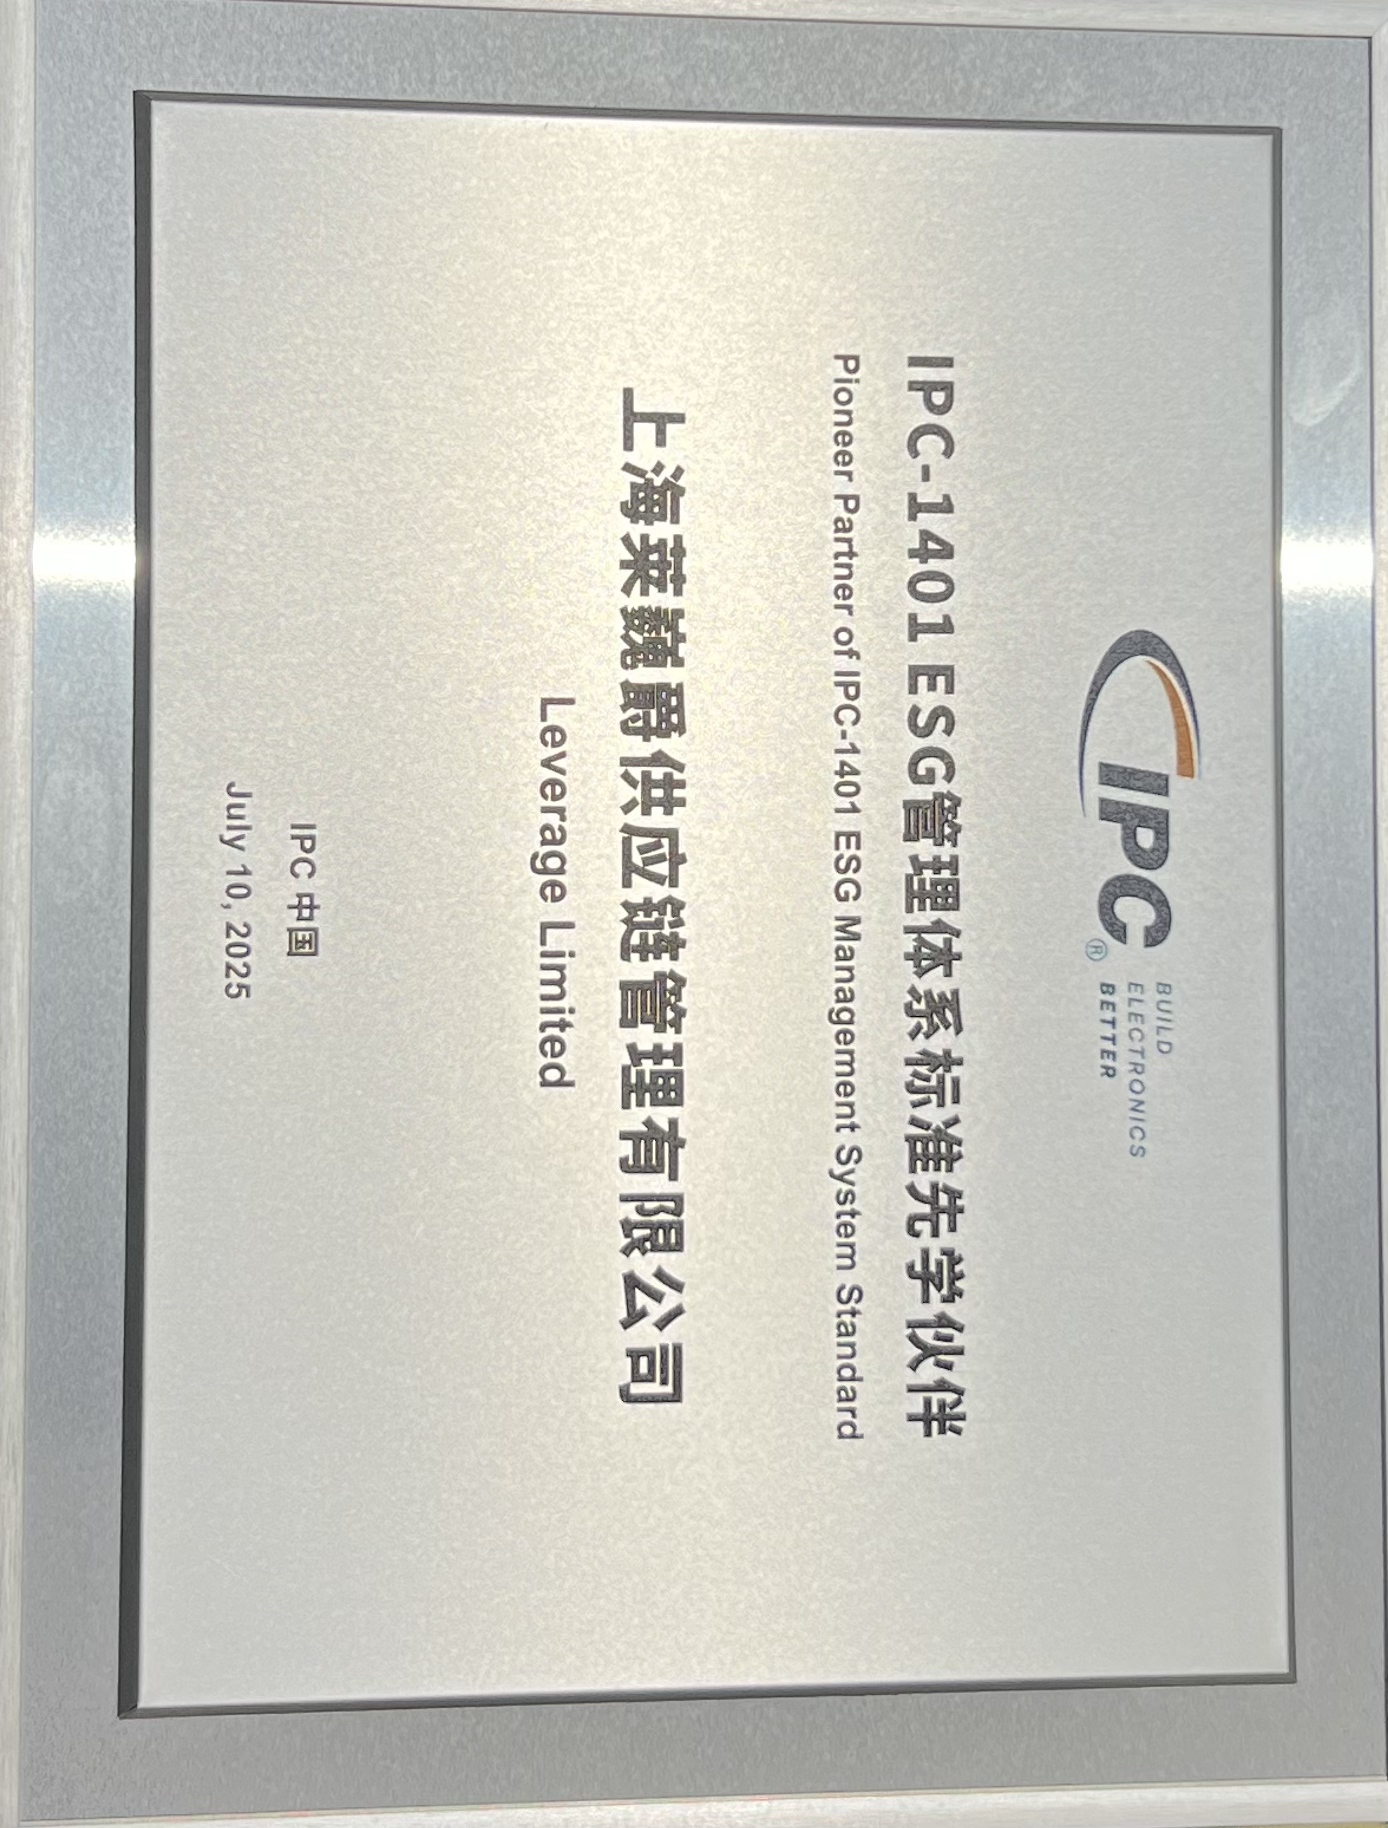 IPC®
BUILD
ELECTRONICS
BETTER
IPC-1401 ESG管理体系标准先学伙伴
Pioneer Partner of IPC-1401 ESG Management System Standard
上海莱巍爵供应链管理有限公司
Leverage Limited
IPC 中国
July 10, 2025